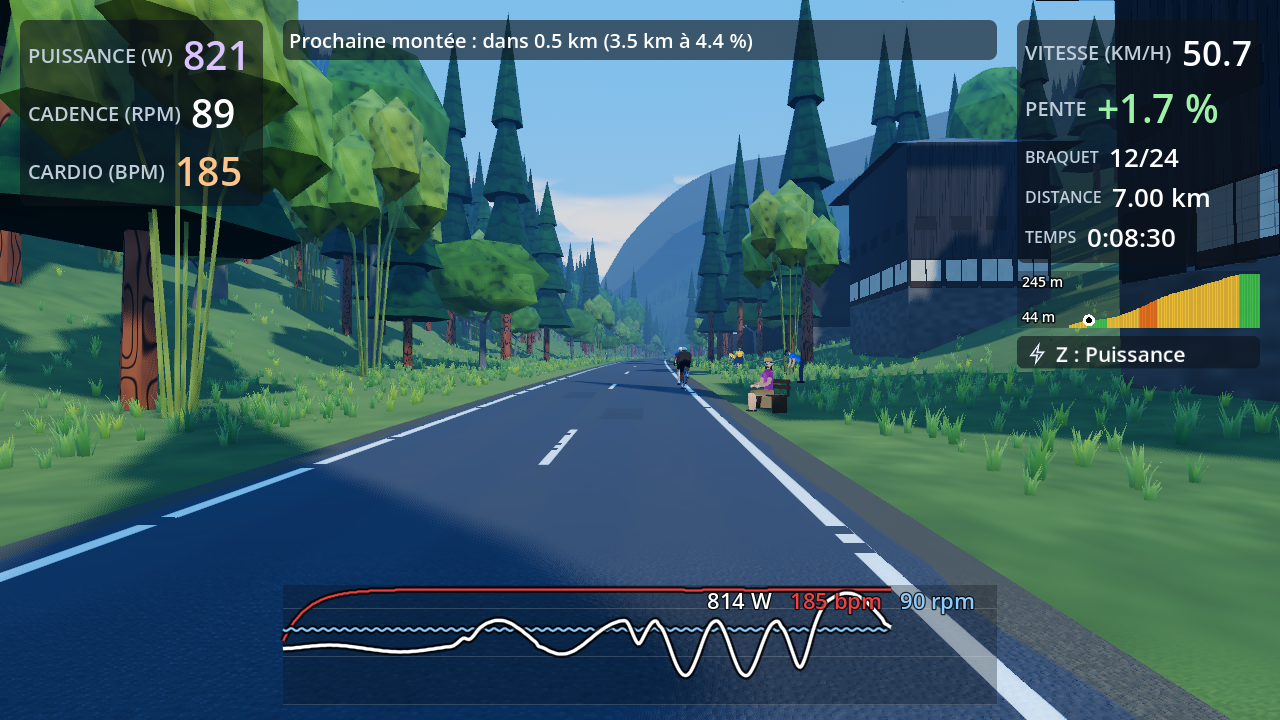 PUISSANCE (W) 821
CADENCE (RPM) 89
CARDIO (BPM) 185
Prochaine montée : dans 0.5 km (3.5 km à 4.4 %)
VITESSE (KM/H) 50.7
PENTE +1.7 %
BRAQUET 12/24
DISTANCE 7.00 km
TEMPS 0:08:30
245 m
44 m
Z : Puissance
814 W 185 bpm 90 rpm